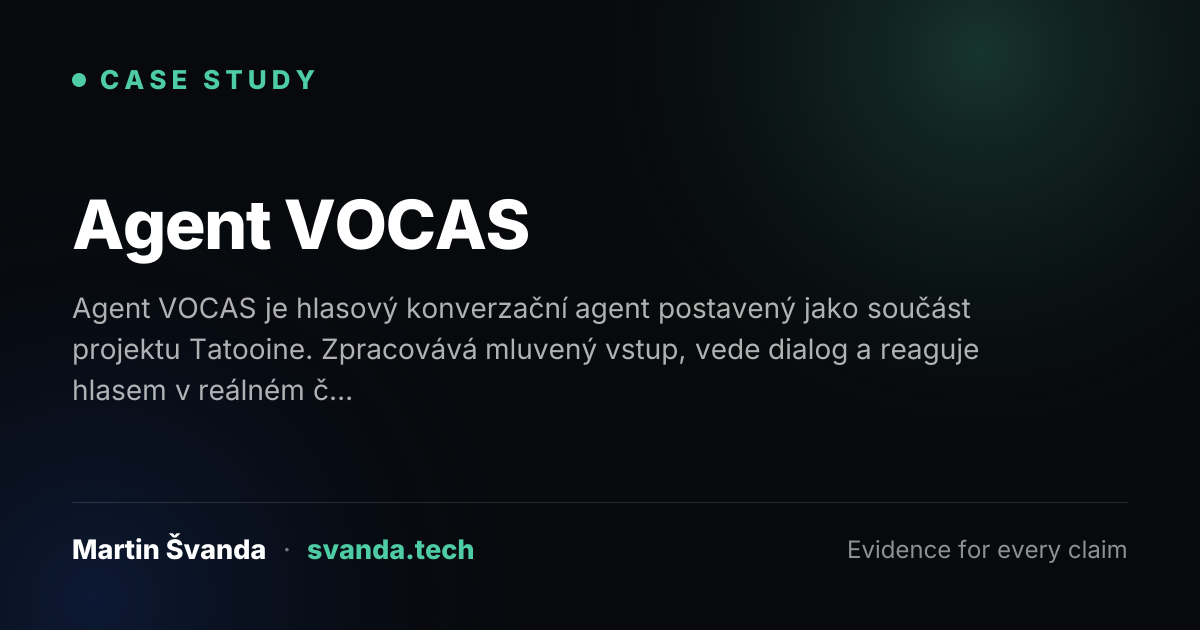 CASE STUDY
Agent VOCAS
Agent VOCAS je hlasový konverzační agent postavený jako součást
projektu Tatooine. Zpracovává mluvený vstup, vede dialog a reaguje
hlasem v reálném č...
Martin Švanda · svanda.tech
Evidence for every claim